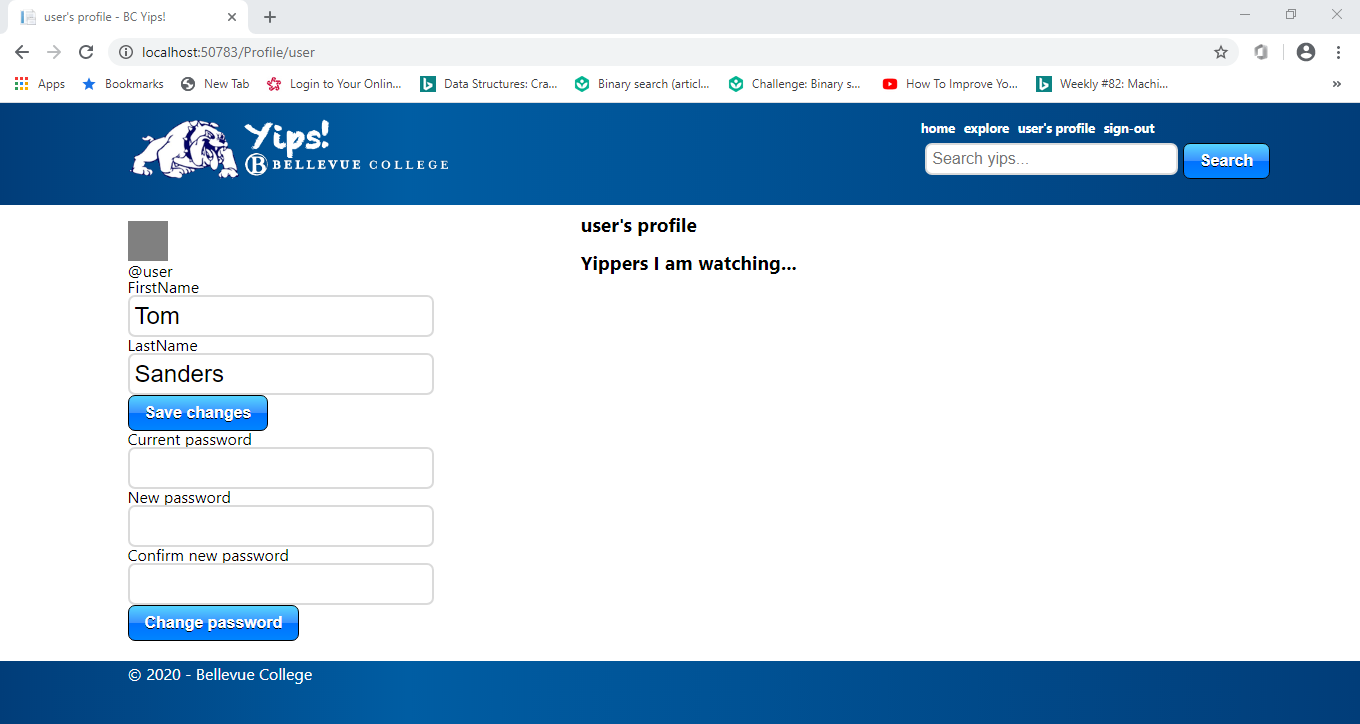 user's profile - BC Yips!
localhost:50783/Profile/user
Apps Bookmarks New Tab Login to Your Onlin... Data Structures: Cra... Binary search (articl... Challenge: Binary s... How To Improve Yo... Weekly #82: Machi... »
Yips!
B BELLEVUE COLLEGE
home explore user's profile sign-out
Search yips... Search
@user
FirstName
Tom
LastName
Sanders
Save changes
Current password
New password
Confirm new password
Change password
user's profile
Yippers I am watching...
© 2020 - Bellevue College